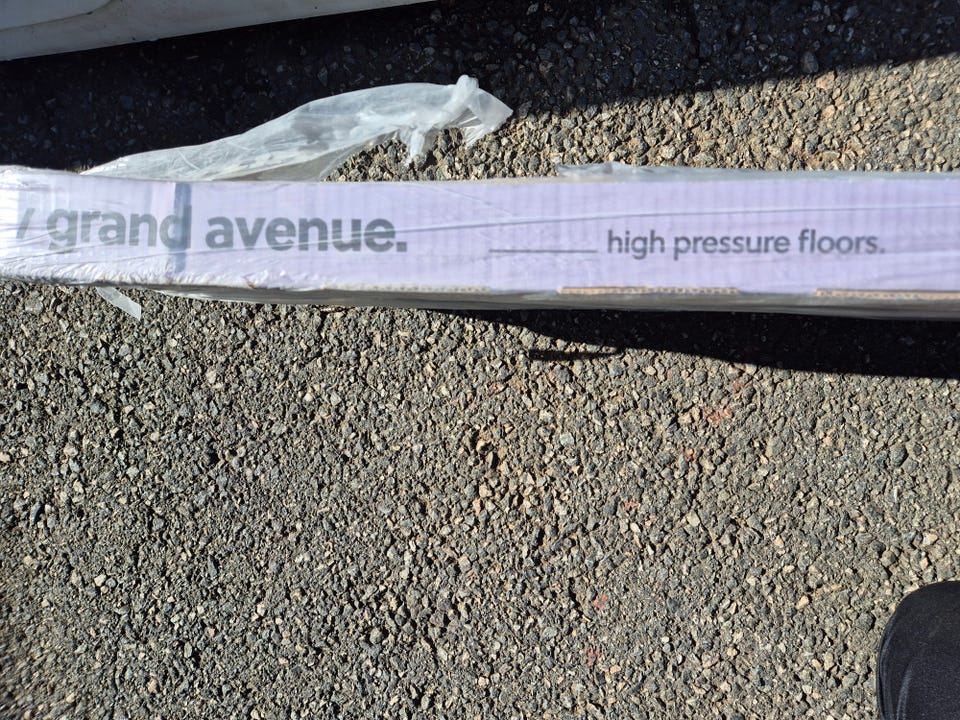 / grand avenue.
high pressure floors.